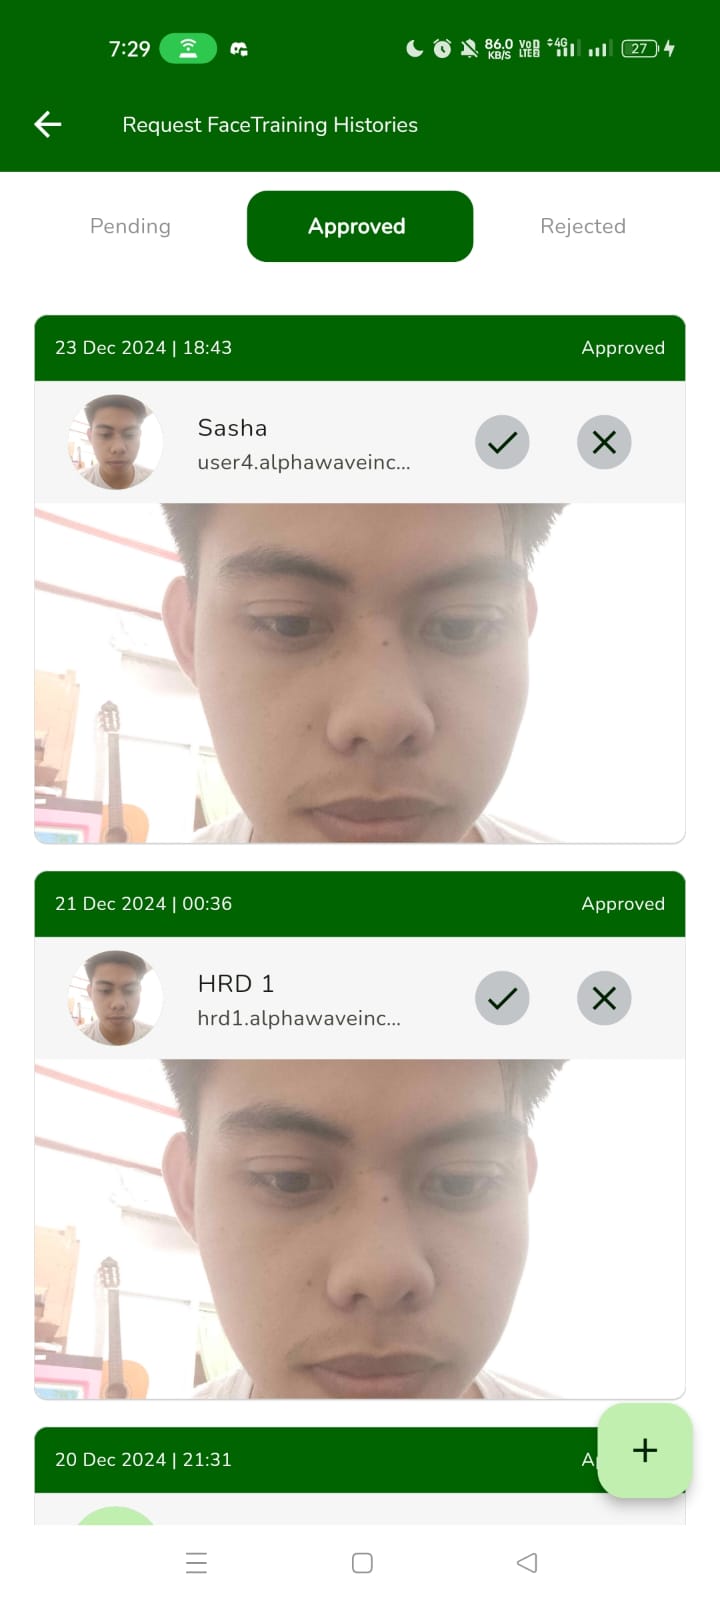 7:29
86.0 KB/S
VoD LTE
4G
27
Request FaceTraining Histories
Pending
Approved
Rejected
23 Dec 2024 | 18:43
Approved
Sasha
user4.alphawaveinc...
21 Dec 2024 | 00:36
Approved
HRD 1
hrd1.alphawaveinc...
20 Dec 2024 | 21:31